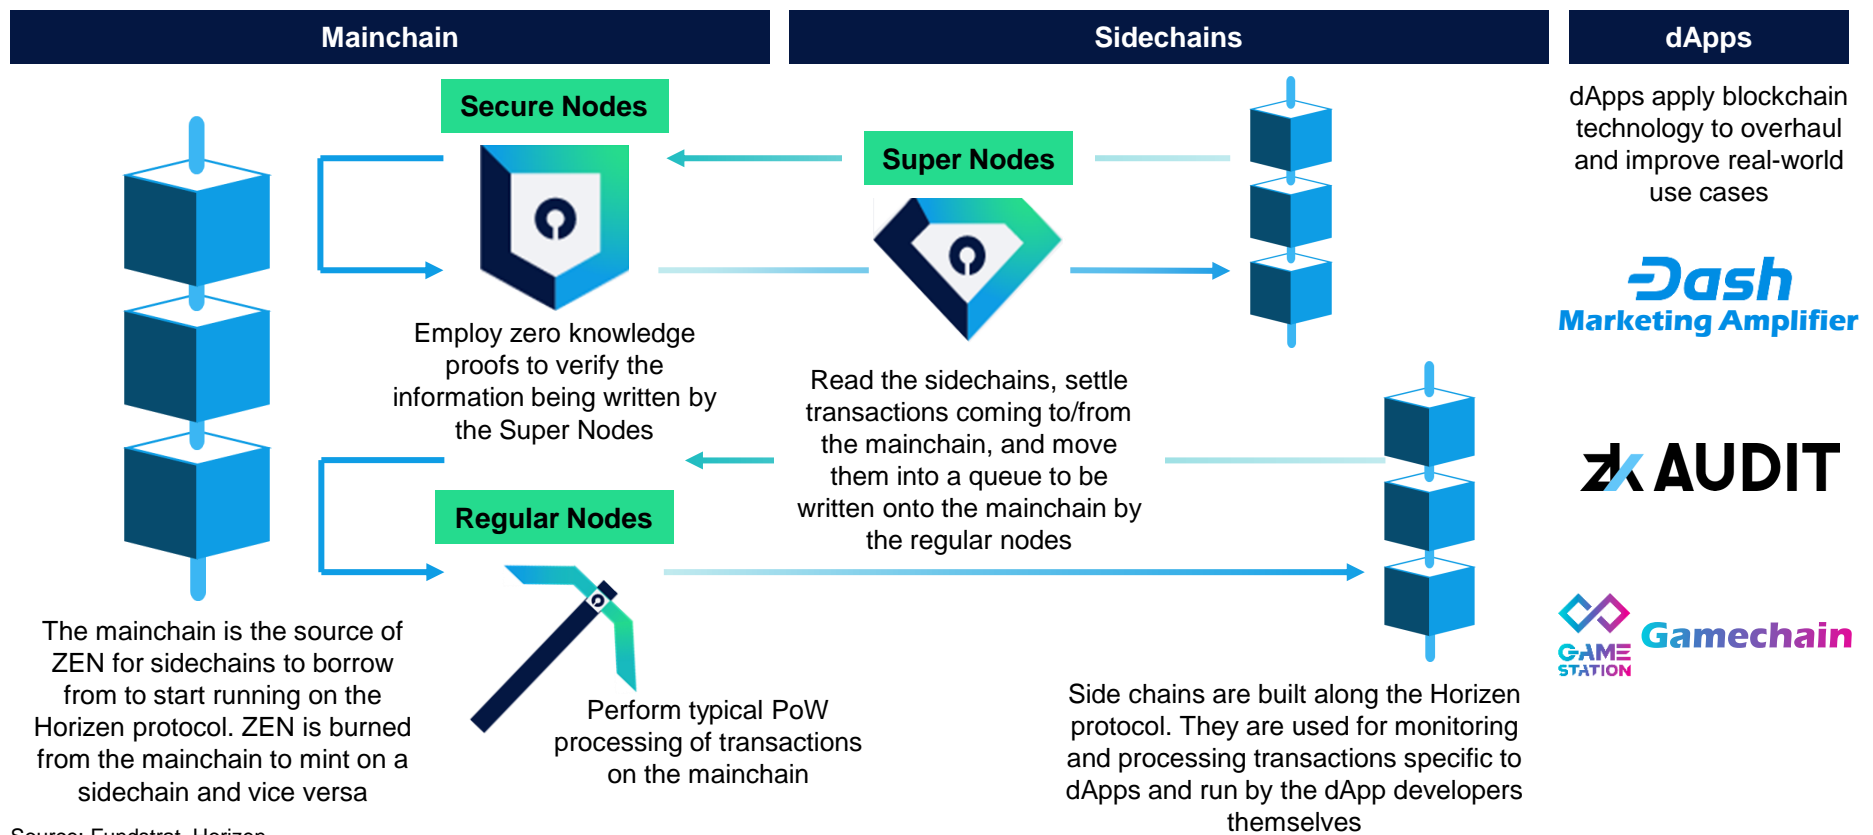 Mainchain
Sidechains
dApps
Secure Nodes
Employ zero knowledge
proofs to verify the
information being written by
the Super Nodes
Regular Nodes
Perform typical PoW
processing of transactions
on the mainchain
The mainchain is the source of
ZEN for sidechains to borrow
from to start running on the
Horizen protocol. ZEN is burned
from the mainchain to mint on a
sidechain and vice versa
Super Nodes
Read the sidechains, settle
transactions coming to/from
the mainchain, and move
them into a queue to be
written onto the mainchain by
the regular nodes
Side chains are built along the Horizen
protocol. They are used for monitoring
and processing transactions specific to
dApps and run by the dApp developers
themselves
dApps apply blockchain
technology to overhaul
and improve real-world
use cases
Dash
Marketing Amplifier
zk AUDIT
GAME
STATION
Gamechain
Source: Fundstrat, Horizen